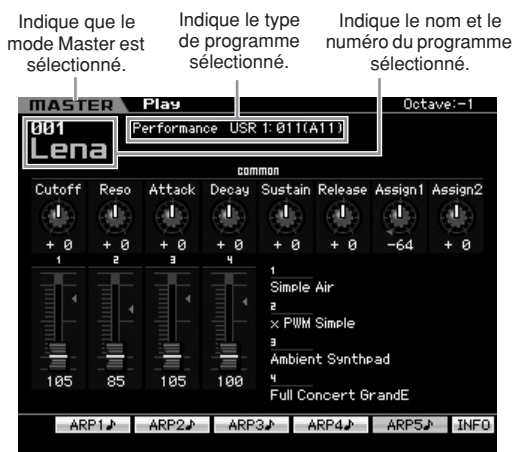 Indique que le
mode Master est
sélectionné.
Indique le type
de programme
sélectionné.
Indique le nom et le
numéro du programme
sélectionné.
MASTER Play Octave:-1
001
Lena
Performance USR 1:011(A11)
common
Cutoff Reso Attack Decay Sustain Release Assign1 Assign2
+ 0 + 0 + 0 + 0 + 0 + 0 -64 + 0
1 2 3 4
105 85 105 100
1
Simple Air
2
x PWM Simple
3
Ambient Synthpad
4
Full Concert GrandE
ARP1♪ ARP2♪ ARP3♪ ARP4♪ ARP5♪ INFO